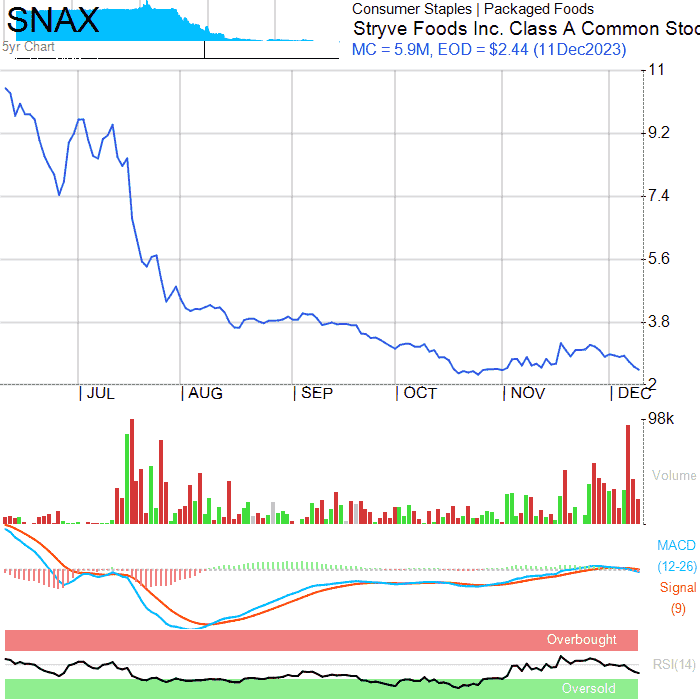 SNAX
5yr Chart
Consumer Staples | Packaged Foods
Stryve Foods Inc. Class A Common Stoc
MC = 5.9M, EOD = $2.44 (11Dec2023)
11
9.2
7.4
5.6
3.8
2
JUL AUG SEP OCT NOV DEC
98k
Volume
MACD
(12-26)
Signal
(9)
Overbought
RSI(14)
Oversold